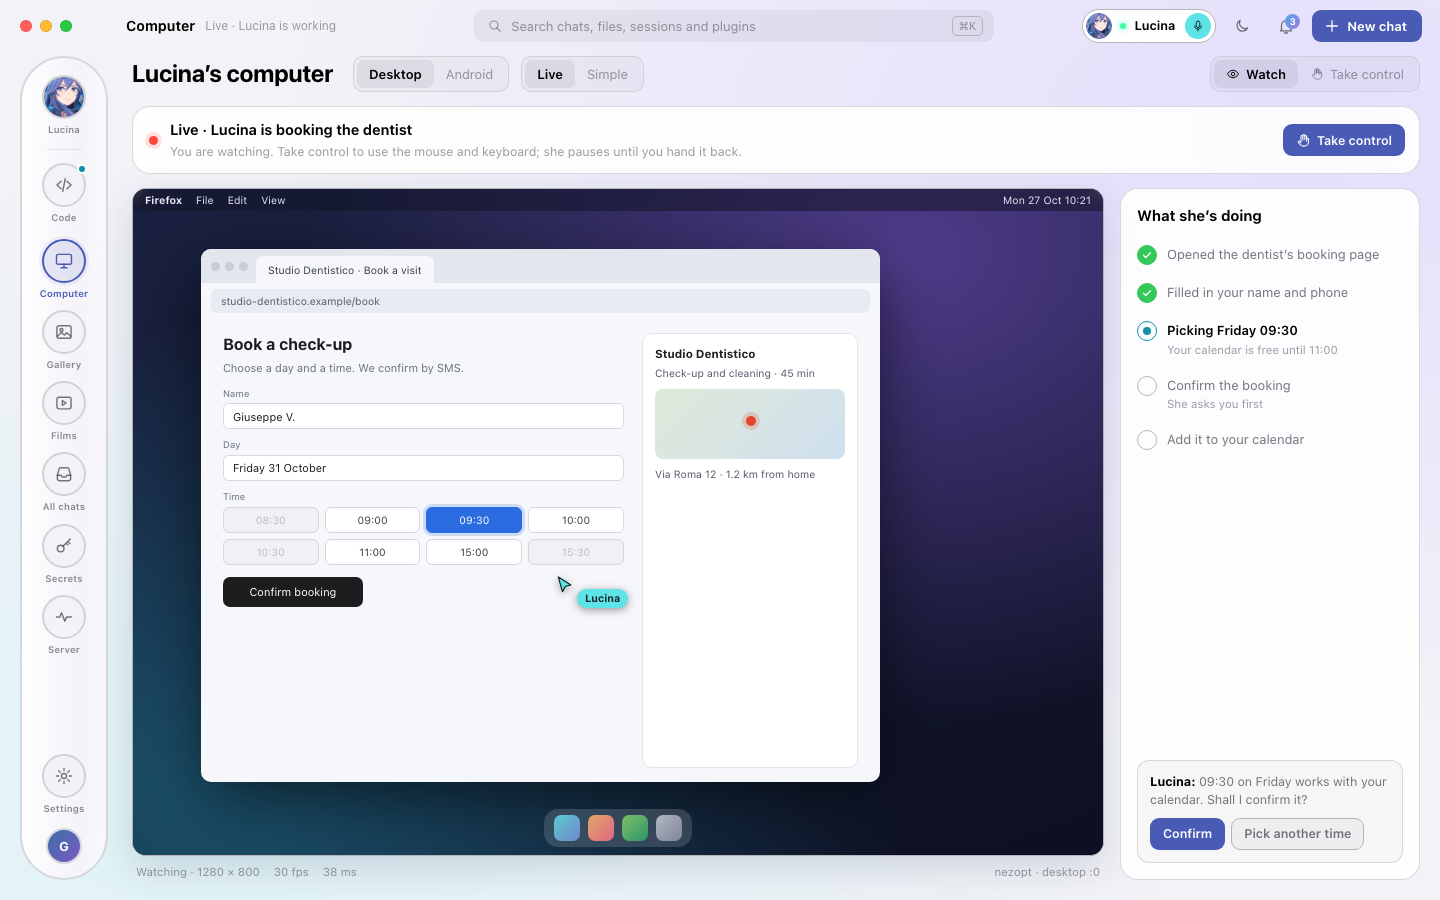 Computer Live · Lucina is working
Search chats, files, sessions and plugins ⌘K
Lucina
3
New chat
Lucina
Code
Computer
Gallery
Films
All chats
Secrets
Server
Settings
G
Lucina's computer
Desktop Android
Live Simple
Watch Take control
Live · Lucina is booking the dentist
You are watching. Take control to use the mouse and keyboard; she pauses until you hand it back.
Take control
Firefox File Edit View
Mon 27 Oct 10:21
Studio Dentistico · Book a visit
studio-dentistico.example/book
Book a check-up
Choose a day and a time. We confirm by SMS.
Name
Giuseppe V.
Day
Friday 31 October
Time
08:30 09:00 09:30 10:00
10:30 11:00 15:00 15:30
Confirm booking
Lucina
Studio Dentistico
Check-up and cleaning · 45 min
Via Roma 12 · 1.2 km from home
Watching · 1280 × 800 30 fps 38 ms
nezopt · desktop :0
What she's doing
Opened the dentist's booking page
Filled in your name and phone
Picking Friday 09:30
Your calendar is free until 11:00
Confirm the booking
She asks you first
Add it to your calendar
Lucina: 09:30 on Friday works with your
calendar. Shall I confirm it?
Confirm Pick another time